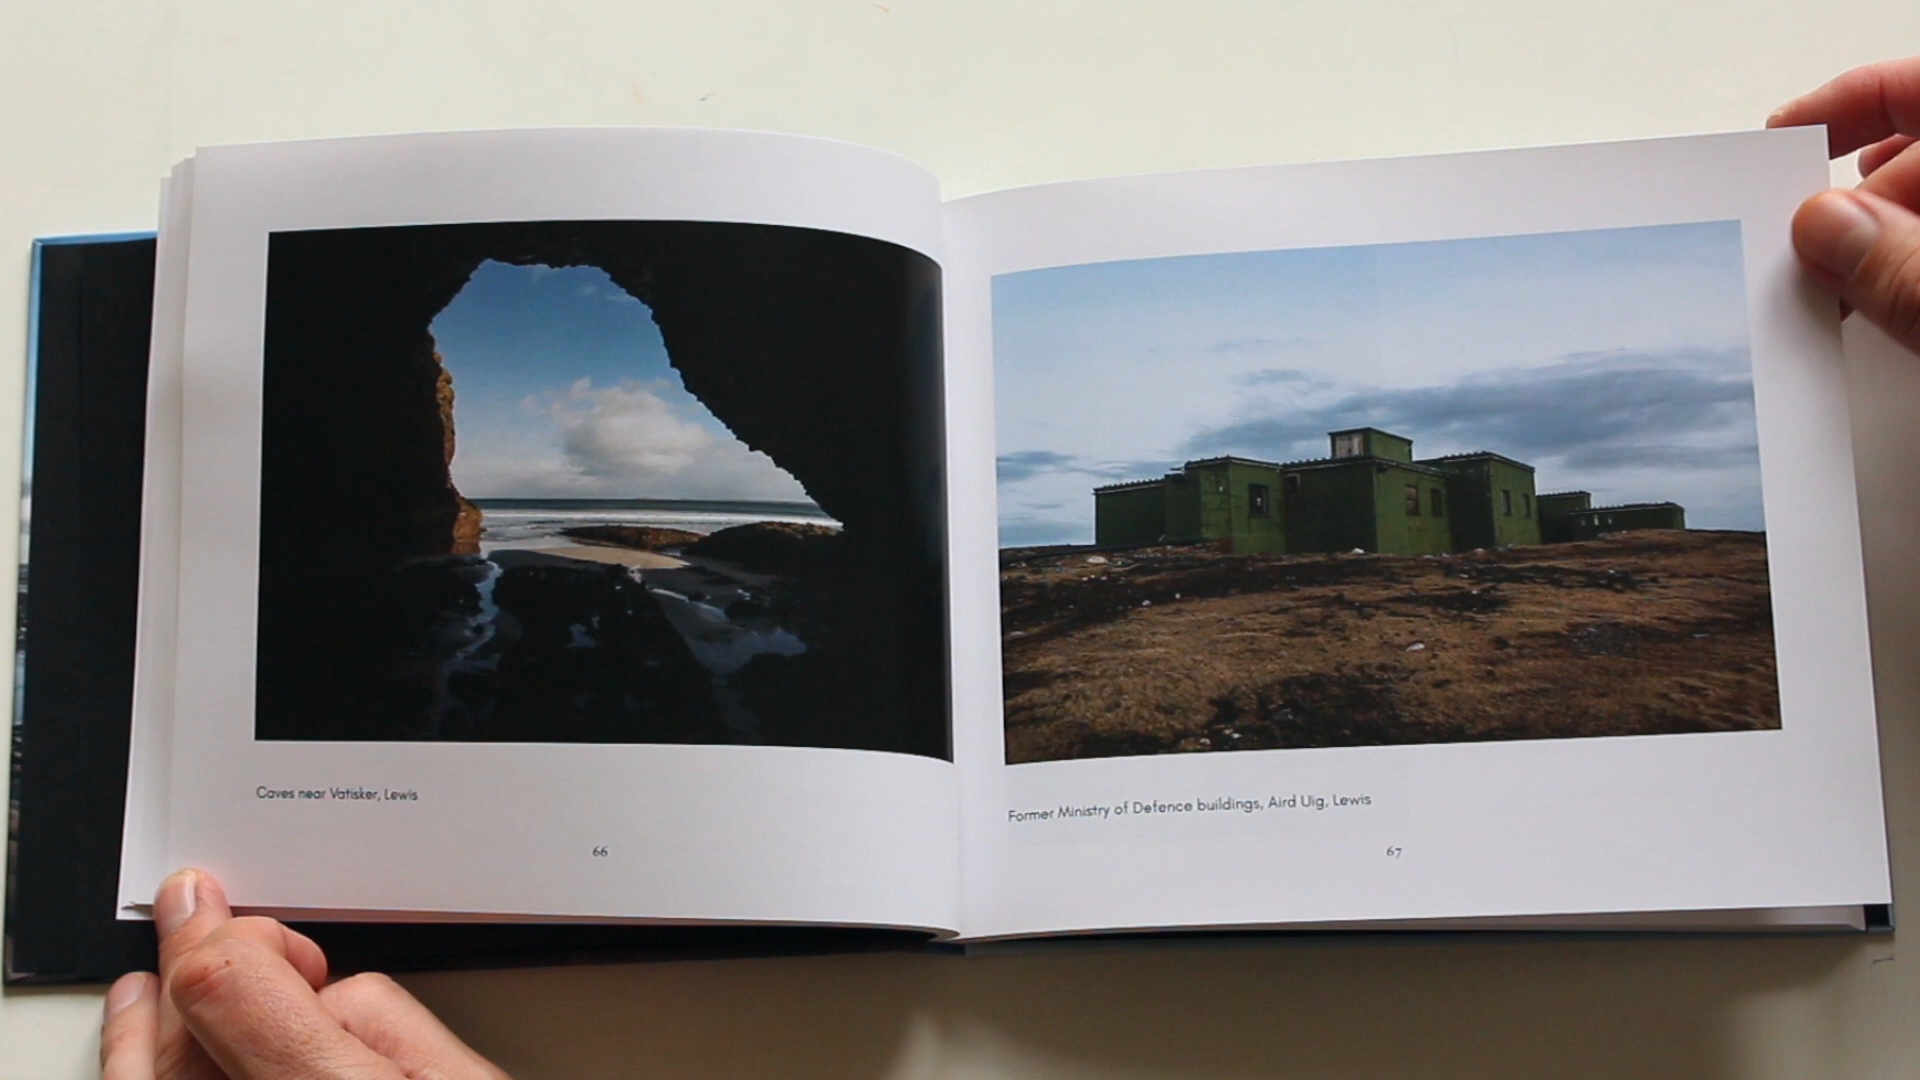 Caves near Vatisker, Lewis
66
Former Ministry of Defence buildings, Aird Uig, Lewis
67